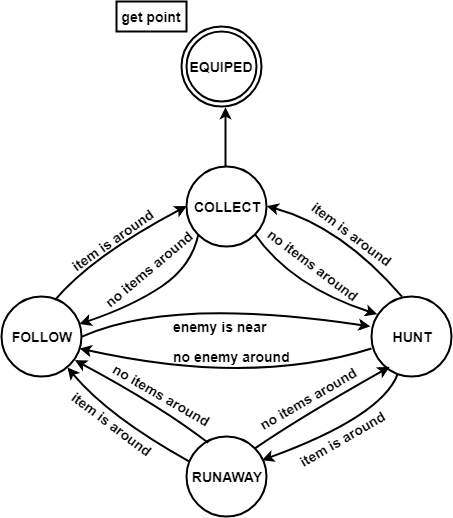 get point
EQUIPED
COLLECT
item is around
no items around
no items around
item is around
enemy is near
FOLLOW
HUNT
no enemy around
no items around
item is around
no items around
item is around
RUNAWAY